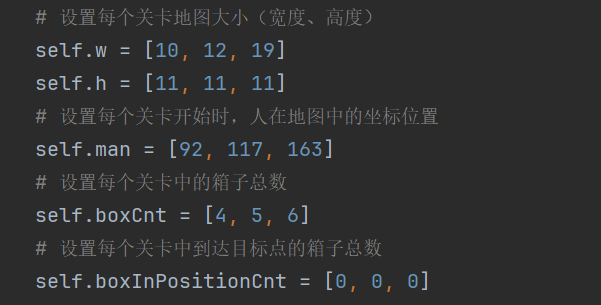 # 设置每个关卡地图大小（宽度、高度）
self.w = [10, 12, 19]
self.h = [11, 11, 11]
# 设置每个关卡开始时，人在地图中的坐标位置
self.man = [92, 117, 163]
# 设置每个关卡中的箱子总数
self.boxCnt = [4, 5, 6]
# 设置每个关卡中到达目标点的箱子总数
self.boxInPositionCnt = [0, 0, 0]